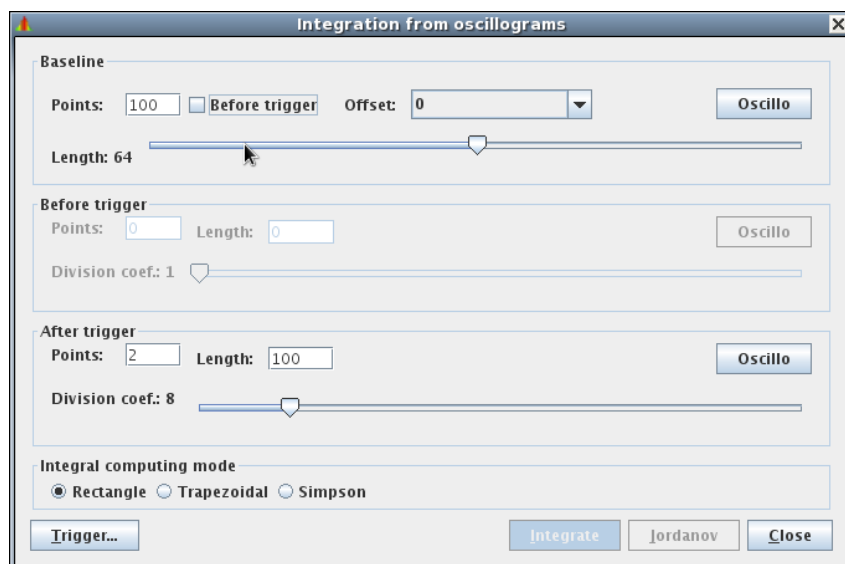 Integration from oscillograms
Baseline
Points: 100 Before trigger Offset: 0 Oscillo
Length: 64
Before trigger
Points: 0 Length: 0 Oscillo
Division coef.: 1
After trigger
Points: 2 Length: 100 Oscillo
Division coef.: 8
Integral computing mode
Rectangle Trapezoidal Simpson
Trigger... Integrate Jordanov Close